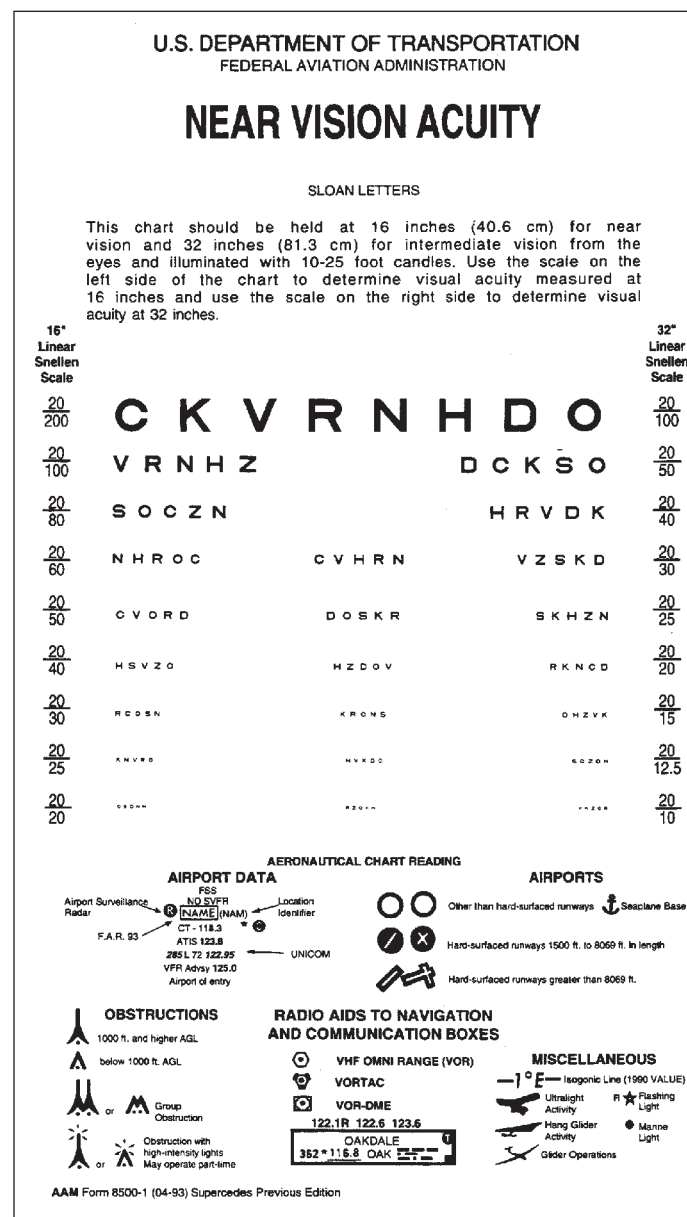 U.S. DEPARTMENT OF TRANSPORTATION
FEDERAL AVIATION ADMINISTRATION
NEAR VISION ACUITY
SLOAN LETTERS
This chart should be held at 16 inches (40.6 cm) for near
vision and 32 inches (81.3 cm) for intermediate vision from the
eyes and illuminated with 10-25 foot candles. Use the scale on the
left side of the chart to determine visual acuity measured at
16 inches and use the scale on the right side to determine visual
acuity at 32 inches.
16" Linear Snellen Scale
32" Linear Snellen Scale
20/200 C K V R N H D O 20/100
20/100 V R N H Z D C K S O 20/50
20/80 S O C Z N H R V D K 20/40
20/60 N H R O C C V H R N V Z S K D 20/30
20/50 C V O R D D O S K R S K H Z N 20/25
20/40 H S V Z O H Z D O V R K N C D 20/20
20/30 R C D S N K R C N S D H Z V K 20/15
20/25 20/12.5
20/20 20/10
AERONAUTICAL CHART READING
AIRPORT DATA
FSS
NO SVFR
Airport Surveillance Radar
R NAME (NAM)
Location Identifier
F.A.R. 93
CT - 118.3 * C
ATIS 123.8
285 L 72 122.95
UNICOM
VFR Advsy 125.0
Airport of entry
AIRPORTS
Other than hard-surfaced runways
Seaplane Base
Hard-surfaced runways 1500 ft. to 8069 ft. in length
Hard-surfaced runways greater than 8069 ft.
OBSTRUCTIONS
1000 ft. and higher AGL
below 1000 ft. AGL
or
Group Obstruction
or
Obstruction with
high-intensity lights
May operate part-time
RADIO AIDS TO NAVIGATION
AND COMMUNICATION BOXES
VHF OMNI RANGE (VOR)
VORTAC
VOR-DME
122.1R 122.6 123.6
OAKDALE T
362 * 116.8 OAK
MISCELLANEOUS
1° E Isogonic Line (1990 VALUE)
Ultralight Activity
Fl Flashing Light
Hang Glider Activity
Marine Light
Glider Operations
AAM Form 8500-1 (04-93) Supercedes Previous Edition